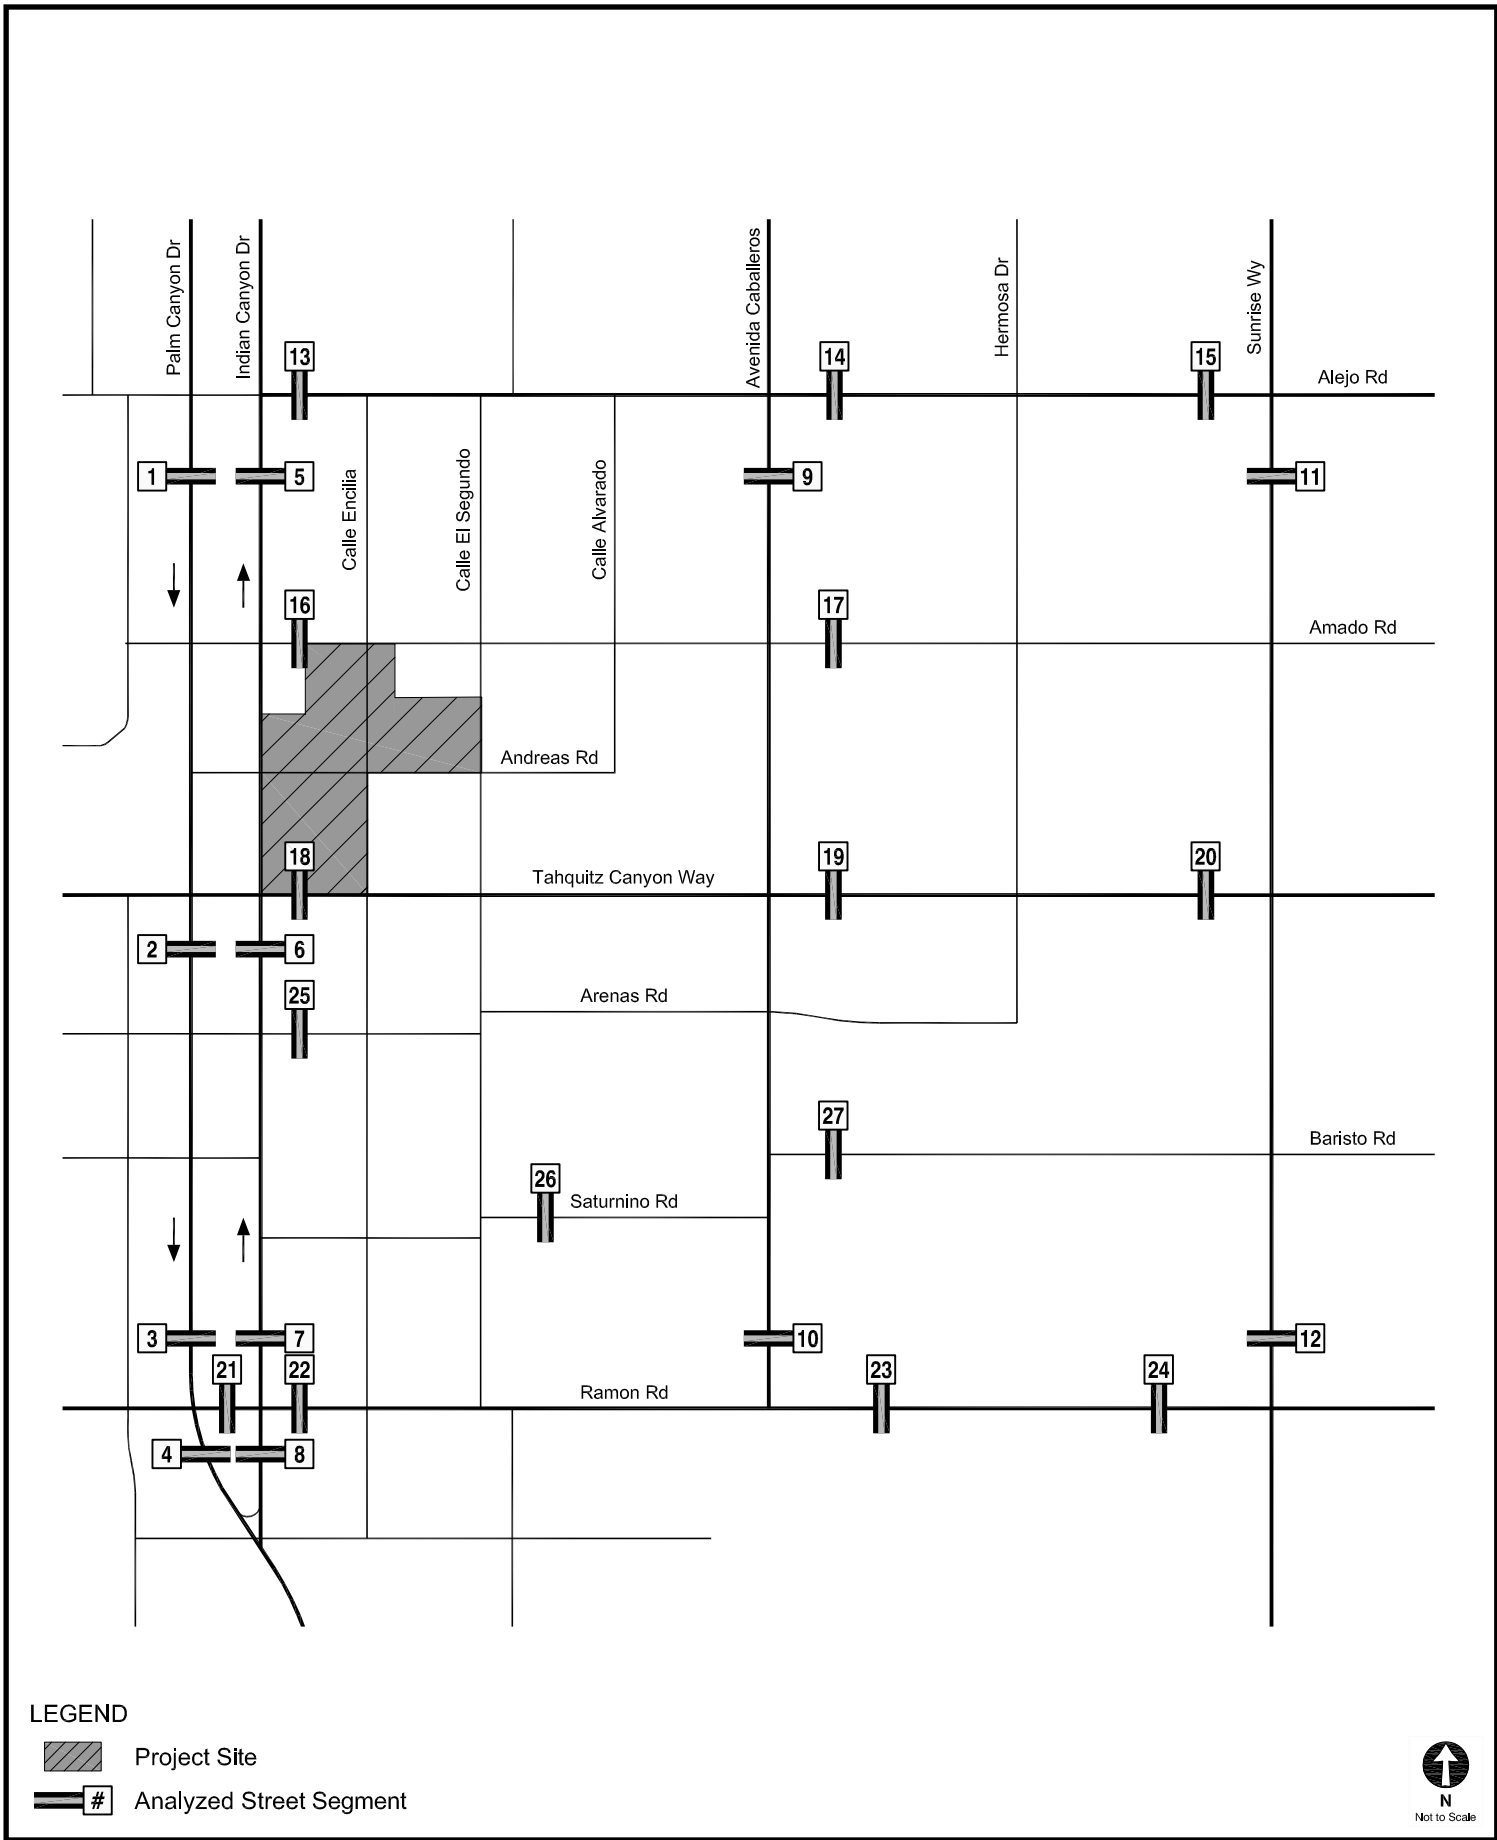 Palm Canyon Dr
Indian Canyon Dr
Avenida Caballeros
Hermosa Dr
Sunrise Wy
13
14
15
Alejo Rd
1
5
Calle Encilia
Calle El Segundo
Calle Alvarado
9
11
16
17
Amado Rd
Andreas Rd
18
19
20
Tahquitz Canyon Way
2
6
25
Arenas Rd
27
Baristo Rd
26
Saturnino Rd
3
7
10
12
21
22
23
24
Ramon Rd
4
8
LEGEND
Project Site
# Analyzed Street Segment
N
Not to Scale